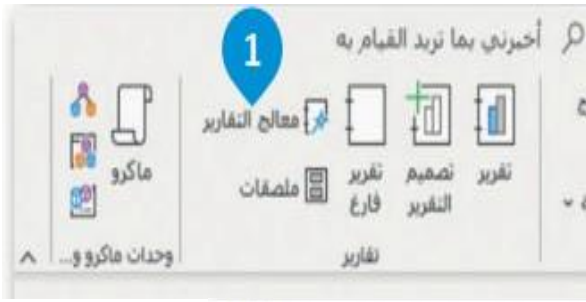 أخبرني بما تريد القيام به
1
تقرير
تصميم التقرير
تقرير فارغ
معالج التقارير
ملصقات
تقارير
ماكرو
وحدات ماكرو و...